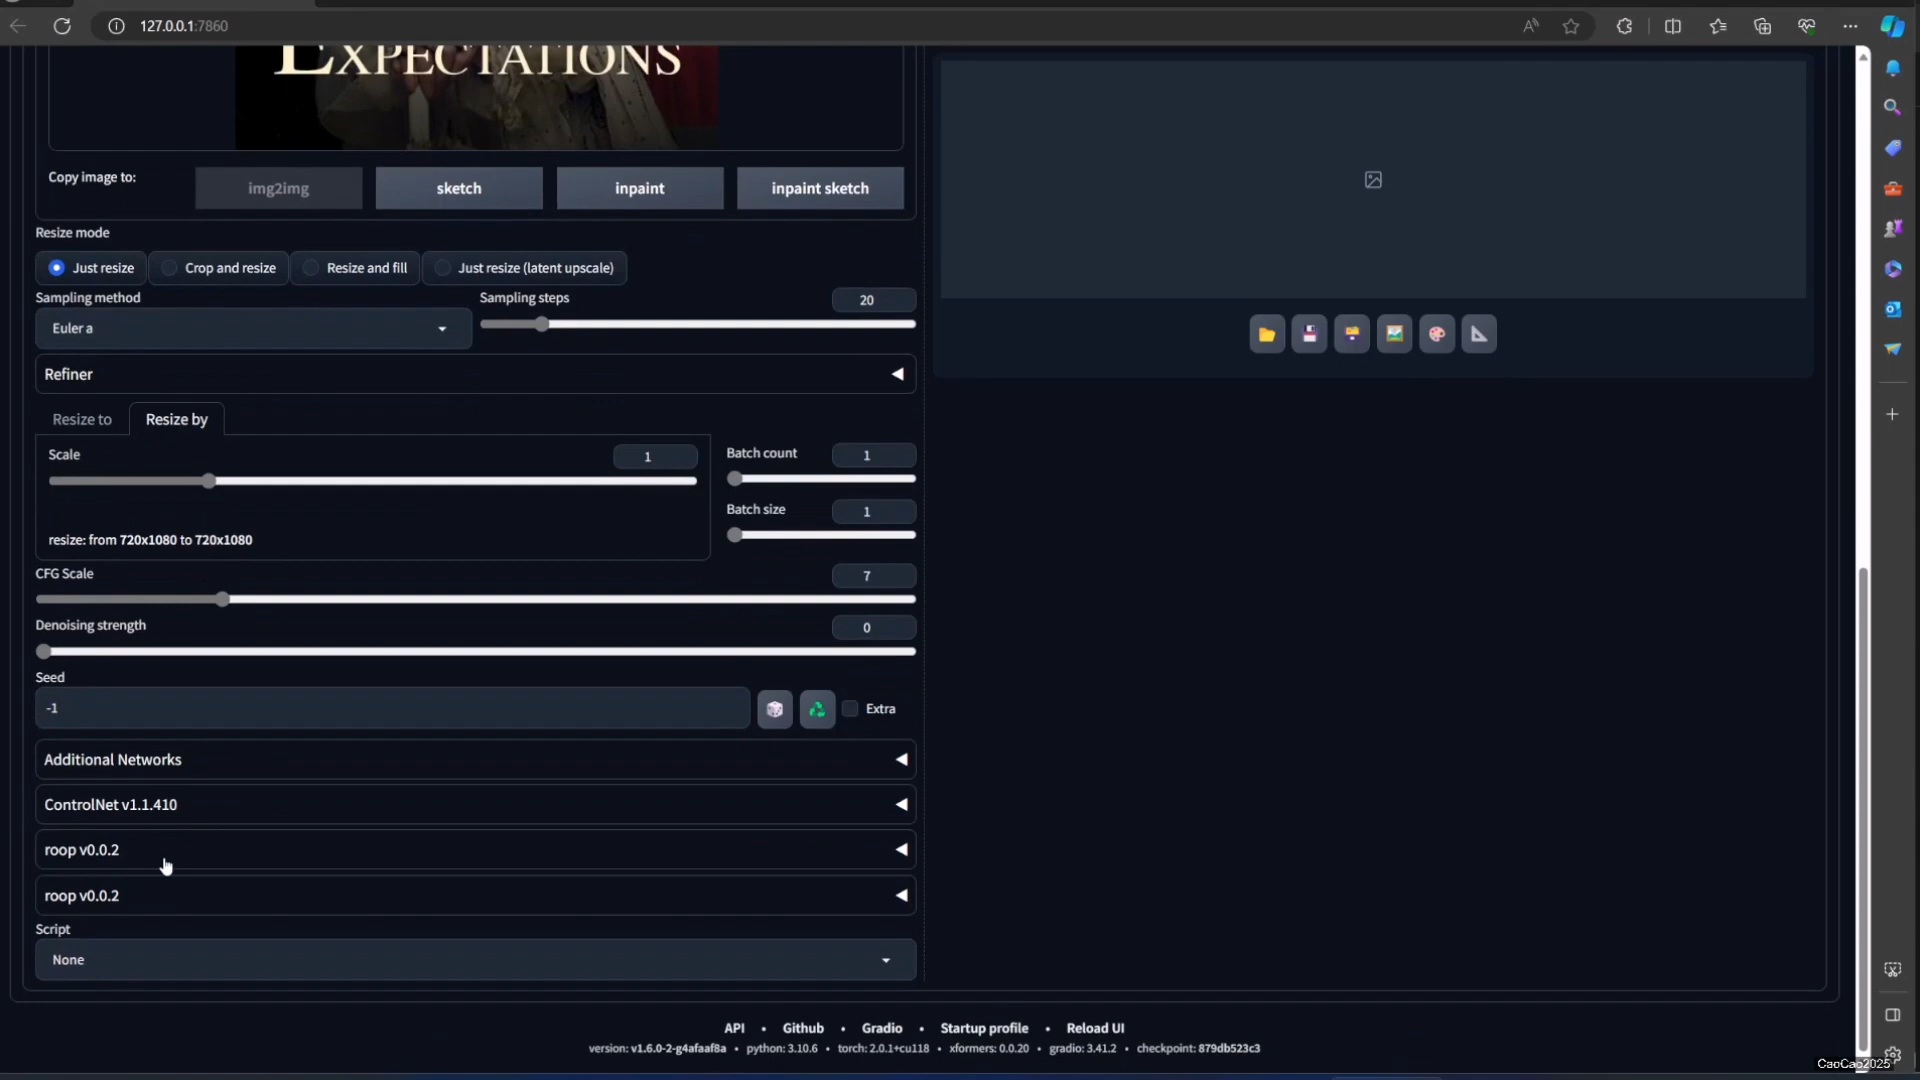 127.0.0.1:7860
EXPECTATIONS
Copy image to:
img2img
sketch
inpaint
inpaint sketch
Resize mode
Just resize
Crop and resize
Resize and fill
Just resize (latent upscale)
Sampling method
Sampling steps
20
Euler a
Refiner
Resize to
Resize by
Scale
1
Batch count
1
Batch size
1
resize: from 720x1080 to 720x1080
CFG Scale
7
Denoising strength
0
Seed
-1
Extra
Additional Networks
ControlNet v1.1.410
roop v0.0.2
roop v0.0.2
Script
None
API • Github • Gradio • Startup profile • Reload UI
version: v1.6.0-2-g4afaaf8a • python: 3.10.6 • torch: 2.0.1+cu118 • xformers: 0.0.20 • gradio: 3.41.2 • checkpoint: 879db523c3
CaoCao2025